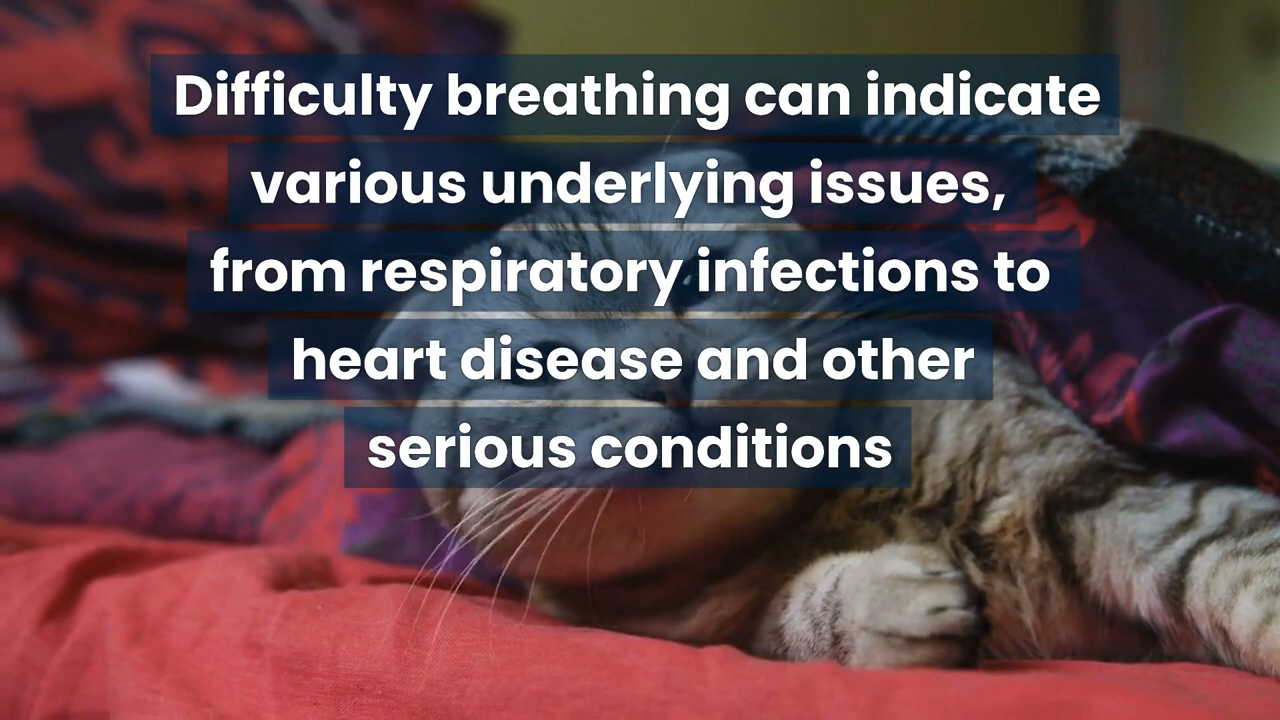 Difficulty breathing can indicate
various underlying issues,
from respiratory infections to
heart disease and other
serious conditions